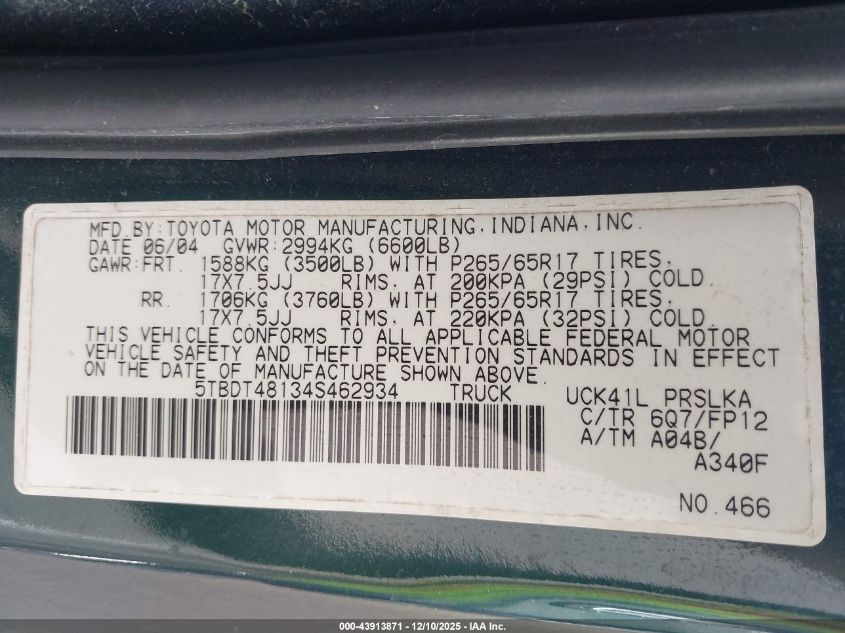 MFD.BY:TOYOTA MOTOR MANUFACTURING,INDIANA,INC.
DATE 06/04 GVWR:2994KG (6600LB)
GAWR:FRT. 1588KG (3500LB) WITH P265/65R17 TIRES,
17X7.5JJ RIMS, AT 200KPA (29PSI) COLD.
RR. 1706KG (3760LB) WITH P265/65R17 TIRES,
17X7.5JJ RIMS, AT 220KPA (32PSI) COLD.
THIS VEHICLE CONFORMS TO ALL APPLICABLE FEDERAL MOTOR
VEHICLE SAFETY AND THEFT PREVENTION STANDARDS IN EFFECT
ON THE DATE OF MANUFACTURE SHOWN ABOVE.
5TBDT48134S462934 TRUCK
UCK41L PRSLKA
C/TR 6Q7/FP12
A/TM A04B/
A340F
NO.466
000-43913871 - 12/10/2025 - IAA Inc.